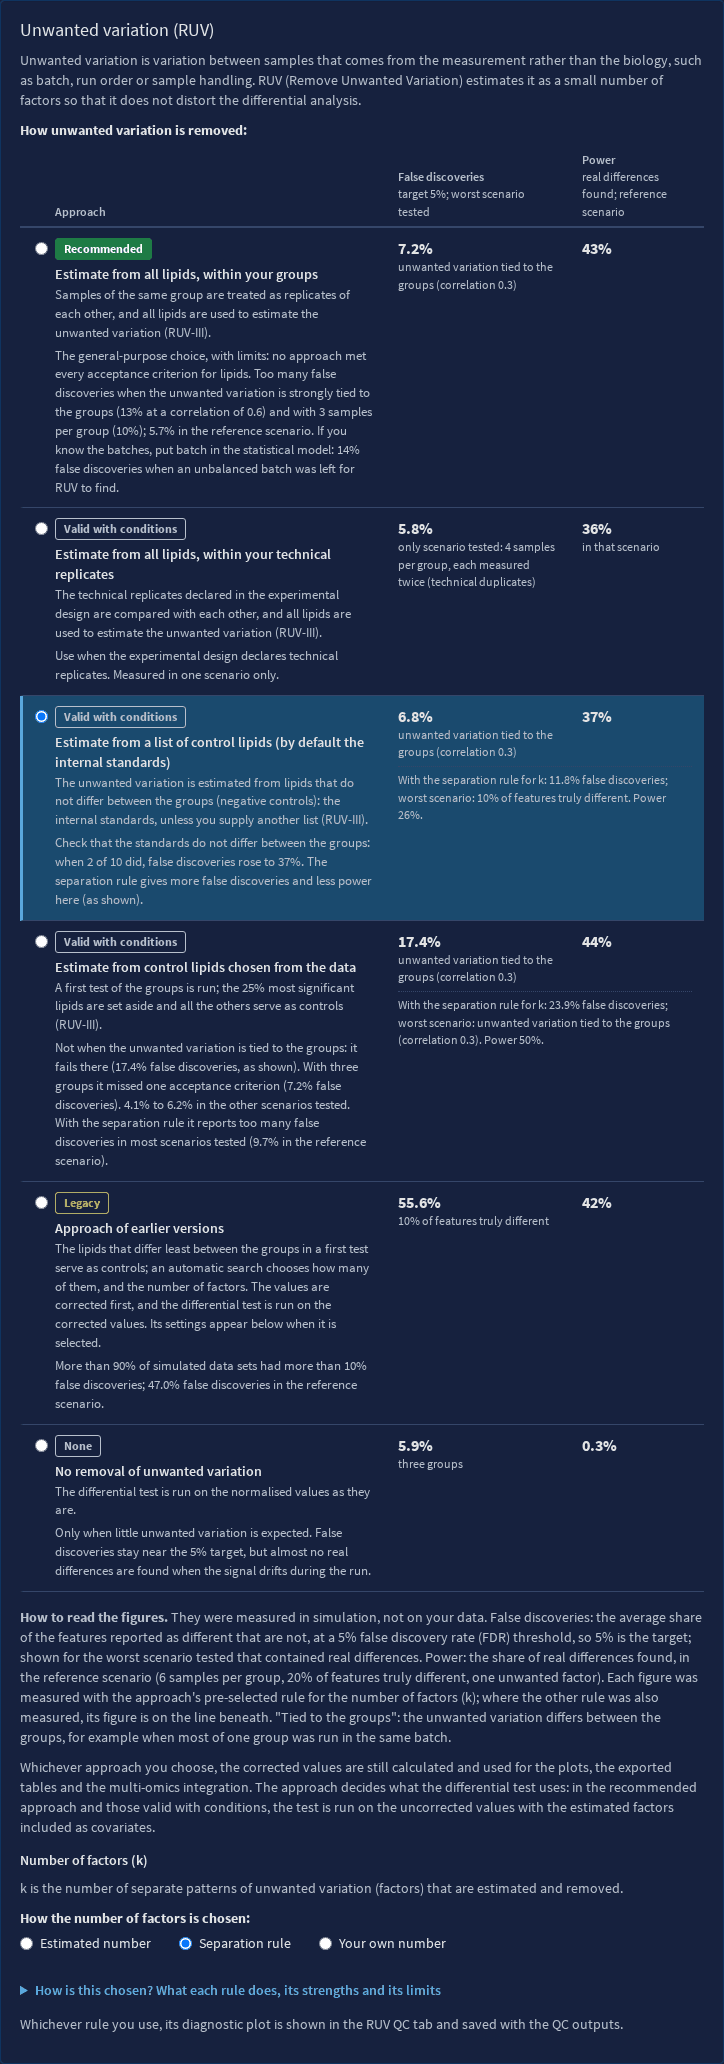 Unwanted variation (RUV)
Unwanted variation is variation between samples that comes from the measurement rather than the biology, such
as batch, run order or sample handling. RUV (Remove Unwanted Variation) estimates it as a small number of
factors so that it does not distort the differential analysis.
How unwanted variation is removed:
Approach
False discoveries
target 5%; worst scenario
tested
Power
real differences
found; reference
scenario
Recommended
Estimate from all lipids, within your groups
Samples of the same group are treated as replicates of
each other, and all lipids are used to estimate the
unwanted variation (RUV-III).
The general-purpose choice, with limits: no approach met
every acceptance criterion for lipids. Too many false
discoveries when the unwanted variation is strongly tied to
the groups (13% at a correlation of 0.6) and with 3 samples
per group (10%); 5.7% in the reference scenario. If you
know the batches, put batch in the statistical model: 14%
false discoveries when an unbalanced batch was left for
RUV to find.
7.2%
unwanted variation tied to the
groups (correlation 0.3)
43%
Valid with conditions
Estimate from all lipids, within your technical
replicates
The technical replicates declared in the experimental
design are compared with each other, and all lipids are
used to estimate the unwanted variation (RUV-III).
Use when the experimental design declares technical
replicates. Measured in one scenario only.
5.8%
only scenario tested: 4 samples
per group, each measured
twice (technical duplicates)
36%
in that scenario
Valid with conditions
Estimate from a list of control lipids (by default the
internal standards)
The unwanted variation is estimated from lipids that do
not differ between the groups (negative controls): the
internal standards, unless you supply another list (RUV-III).
Check that the standards do not differ between the groups:
when 2 of 10 did, false discoveries rose to 37%. The
separation rule gives more false discoveries and less power
here (as shown).
6.8%
unwanted variation tied to the
groups (correlation 0.3)
37%
With the separation rule for k: 11.8% false discoveries;
worst scenario: 10% of features truly different. Power
26%.
Valid with conditions
Estimate from control lipids chosen from the data
A first test of the groups is run; the 25% most significant
lipids are set aside and all the others serve as controls
(RUV-III).
Not when the unwanted variation is tied to the groups: it
fails there (17.4% false discoveries, as shown). With three
groups it missed one acceptance criterion (7.2% false
discoveries). 4.1% to 6.2% in the other scenarios tested.
With the separation rule it reports too many false
discoveries in most scenarios tested (9.7% in the reference
scenario).
17.4%
unwanted variation tied to the
groups (correlation 0.3)
44%
With the separation rule for k: 23.9% false discoveries;
worst scenario: unwanted variation tied to the groups
(correlation 0.3). Power 50%.
Legacy
Approach of earlier versions
The lipids that differ least between the groups in a first test
serve as controls; an automatic search chooses how many
of them, and the number of factors. The values are
corrected first, and the differential test is run on the
corrected values. Its settings appear below when it is
selected.
More than 90% of simulated data sets had more than 10%
false discoveries; 47.0% false discoveries in the reference
scenario.
55.6%
10% of features truly different
42%
None
No removal of unwanted variation
The differential test is run on the normalised values as they
are.
Only when little unwanted variation is expected. False
discoveries stay near the 5% target, but almost no real
differences are found when the signal drifts during the run.
5.9%
three groups
0.3%
How to read the figures. They were measured in simulation, not on your data. False discoveries: the average share
of the features reported as different that are not, at a 5% false discovery rate (FDR) threshold, so 5% is the target;
shown for the worst scenario tested that contained real differences. Power: the share of real differences found, in
the reference scenario (6 samples per group, 20% of features truly different, one unwanted factor). Each figure was
measured with the approach's pre-selected rule for the number of factors (k); where the other rule was also
measured, its figure is on the line beneath. "Tied to the groups": the unwanted variation differs between the
groups, for example when most of one group was run in the same batch.
Whichever approach you choose, the corrected values are still calculated and used for the plots, the exported
tables and the multi-omics integration. The approach decides what the differential test uses: in the recommended
approach and those valid with conditions, the test is run on the uncorrected values with the estimated factors
included as covariates.
Number of factors (k)
k is the number of separate patterns of unwanted variation (factors) that are estimated and removed.
How the number of factors is chosen:
Estimated number
Separation rule
Your own number
How is this chosen? What each rule does, its strengths and its limits
Whichever rule you use, its diagnostic plot is shown in the RUV QC tab and saved with the QC outputs.